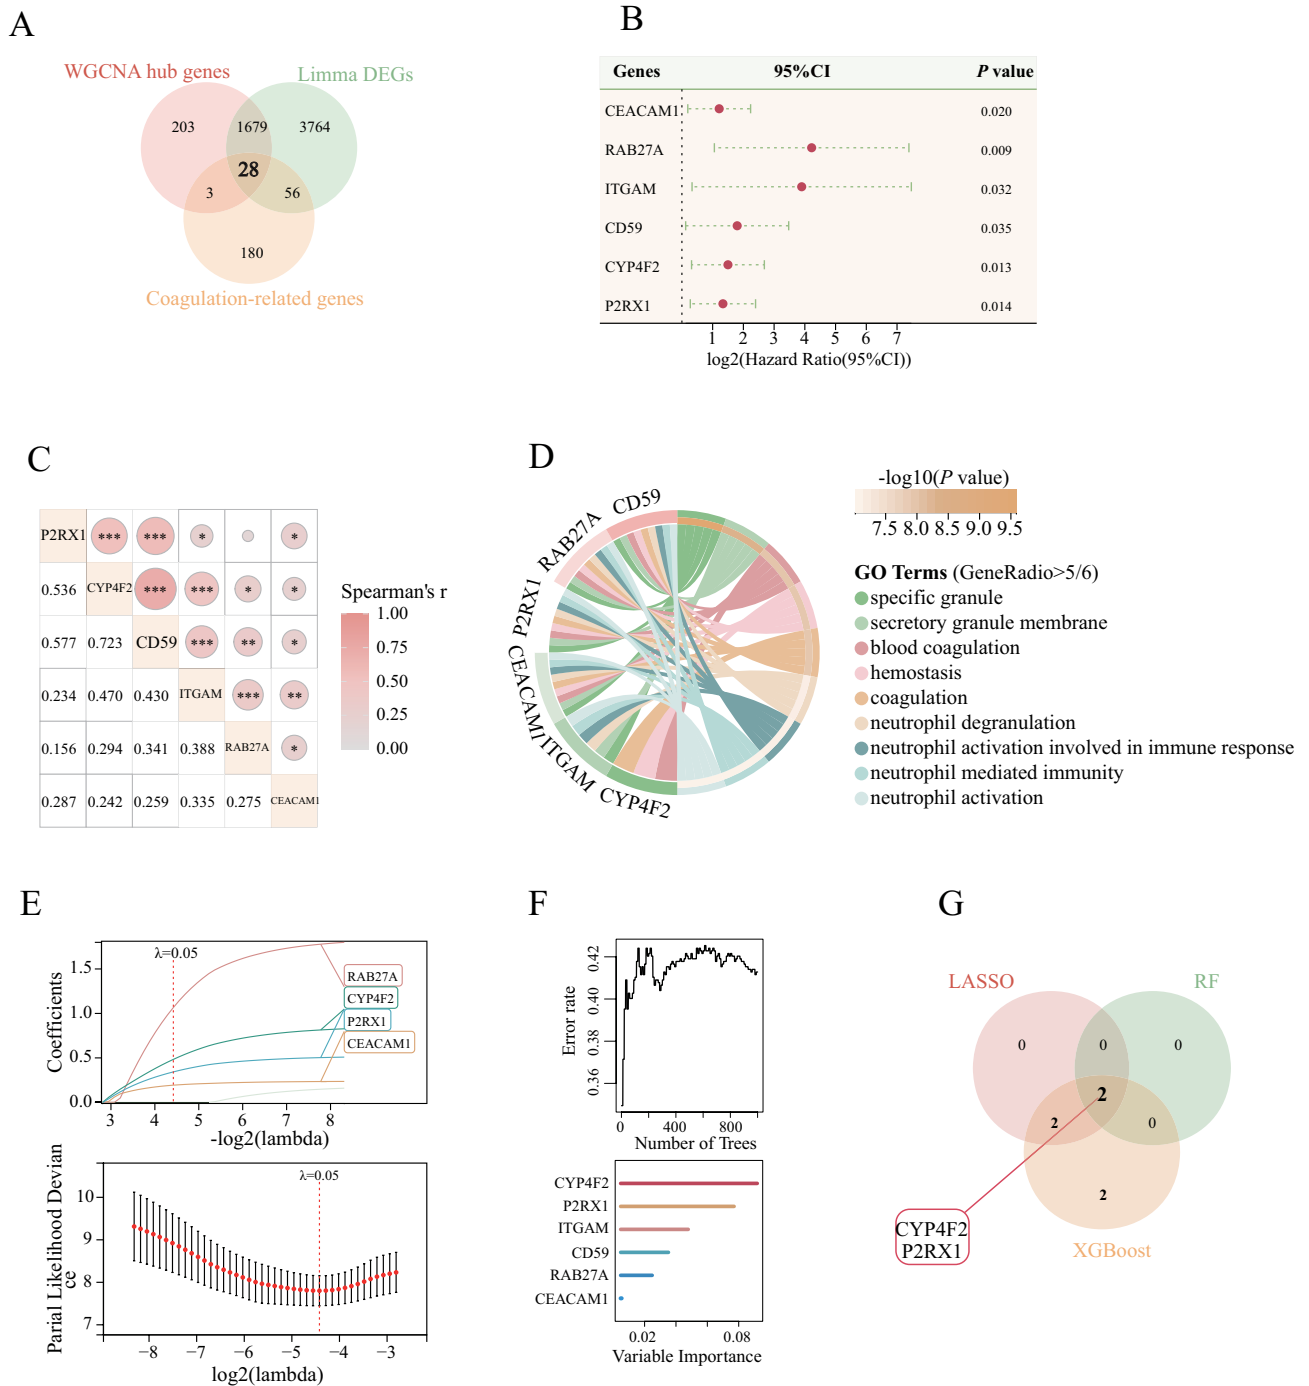 A
WGCNA hub genes
Limma DEGs
203
1679
3764
28
3
56
180
Coagulation-related genes
B
Genes 95%CI P value
CEACAM1 0.020
RAB27A 0.009
ITGAM 0.032
CD59 0.035
CYP4F2 0.013
P2RX1 0.014
1 2 3 4 5 6 7
log2(Hazard Ratio(95%CI))
C
P2RX1 *** *** * *
0.536 CYP4F2 *** *** * *
0.577 0.723 CD59 *** ** *
0.234 0.470 0.430 ITGAM *** **
0.156 0.294 0.341 0.388 RAB27A *
0.287 0.242 0.259 0.335 0.275 CEACAM1
Spearman's r
1.00
0.75
0.50
0.25
0.00
D
CD59
RAB27A
P2RX1
CEACAM1
ITGAM
CYP4F2
-log10(P value)
7.5 8.0 8.5 9.0 9.5
GO Terms (GeneRadio>5/6)
specific granule
secretory granule membrane
blood coagulation
hemostasis
coagulation
neutrophil degranulation
neutrophil activation involved in immune response
neutrophil mediated immunity
neutrophil activation
E
λ=0.05
RAB27A
CYP4F2
P2RX1
CEACAM1
Coefficients
1.5
1.0
0.5
0.0
3 4 5 6 7 8
-log2(lambda)
λ=0.05
Parial Likelihood Devian
ce
10
9
8
7
−8 −7 −6 −5 −4 −3
log2(lambda)
F
Error rate
0.42
0.40
0.38
0.36
0 400 800
Number of Trees
CYP4F2
P2RX1
ITGAM
CD59
RAB27A
CEACAM1
0.02 0.08
Variable Importance
G
LASSO
RF
0
0
0
2
2
0
2
CYP4F2
P2RX1
XGBoost